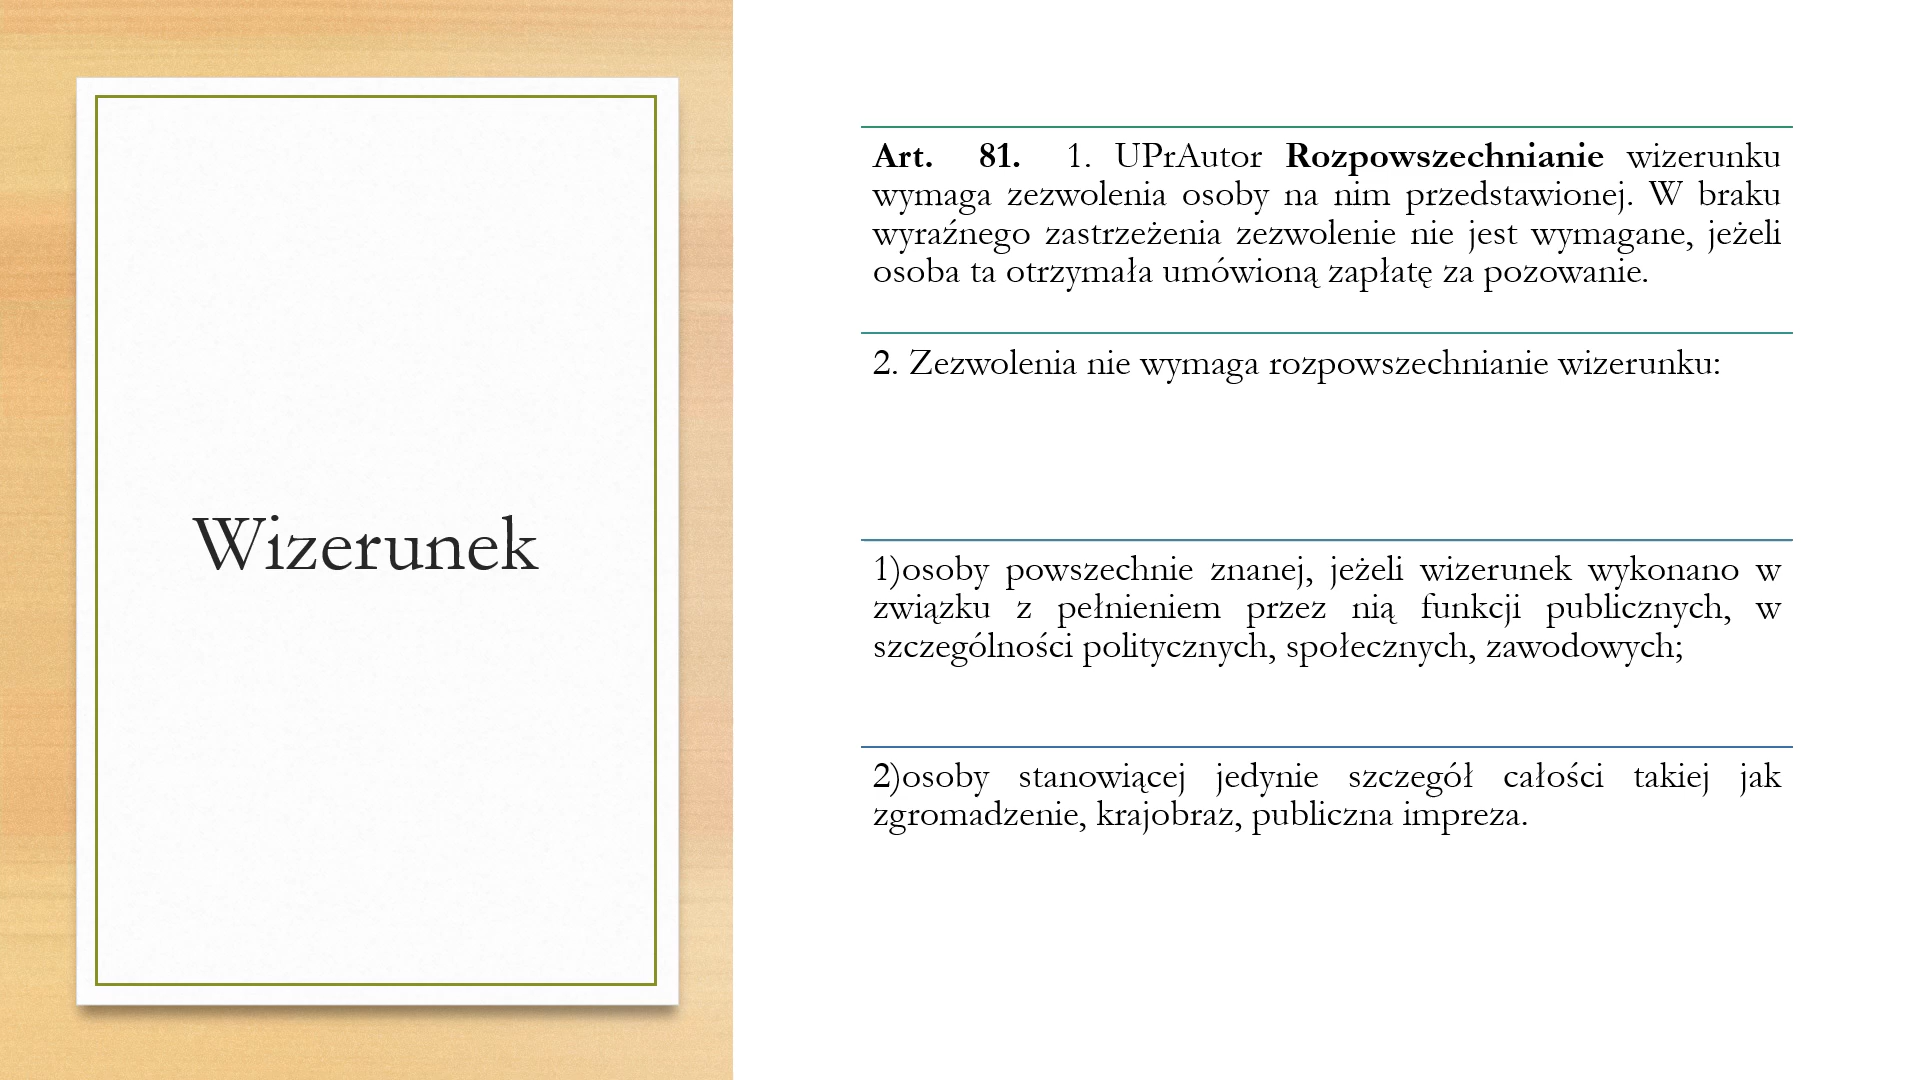 Wizerunek
Art. 81. 1. UPrAutor Rozpowszechnianie wizerunku
wymaga zezwolenia osoby na nim przedstawionej. W braku
wyraźnego zastrzeżenia zezwolenie nie jest wymagane, jeżeli
osoba ta otrzymała umówioną zapłatę za pozowanie.
2. Zezwolenia nie wymaga rozpowszechnianie wizerunku:
1)osoby powszechnie znanej, jeżeli wizerunek wykonano w
związku z pełnieniem przez nią funkcji publicznych, w
szczególności politycznych, społecznych, zawodowych;
2)osoby stanowiącej jedynie szczegół całości takiej jak
zgromadzenie, krajobraz, publiczna impreza.